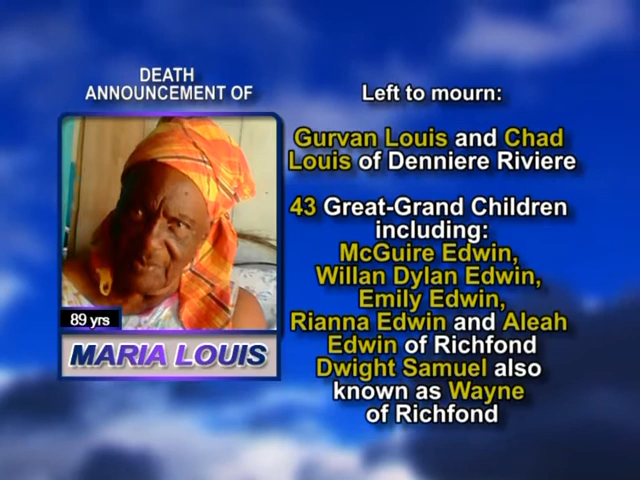 DEATH
ANNOUNCEMENT OF
89 yrs
MARIA LOUIS
Left to mourn:
Gurvan Louis and Chad
Louis of Denniere Riviere
43 Great-Grand Children
including:
McGuire Edwin,
Willan Dylan Edwin,
Emily Edwin,
Rianna Edwin and Aleah
Edwin of Richfond
Dwight Samuel also
known as Wayne
of Richfond